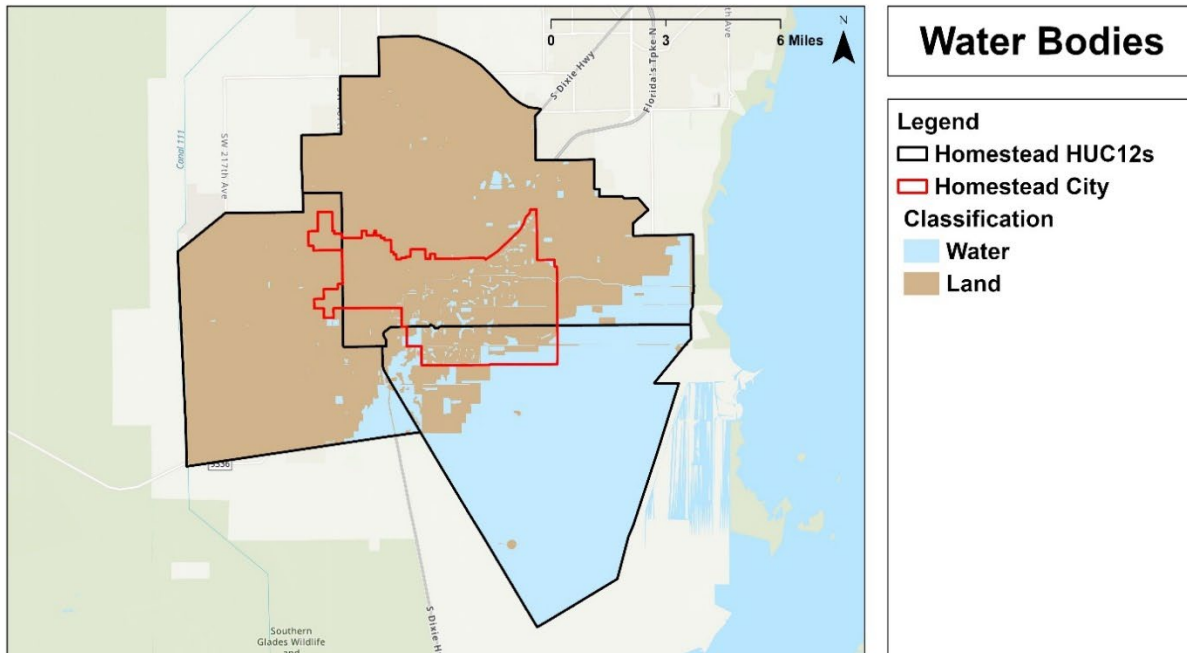 Water Bodies
Legend
Homestead HUC12s
Homestead City
Classification
Water
Land
N
0 3 6 Miles
S Dixie Hwy
Florida's Tpke N
Canal 111
SW 217th Ave
S Dixie H
Southern
Glades Wildlife
and